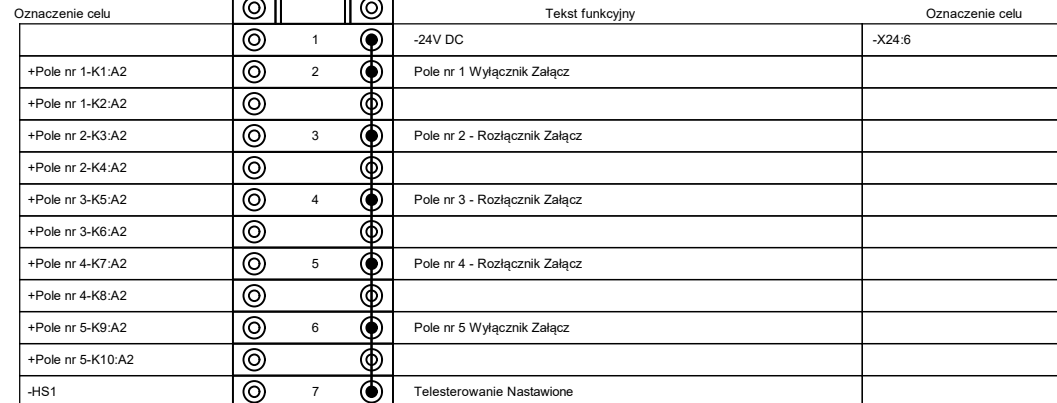 Oznaczenie celu Tekst funkcyjny Oznaczenie celu
1 -24V DC -X24:6
+Pole nr 1-K1:A2 2 Pole nr 1 Wyłącznik Załącz
+Pole nr 1-K2:A2
+Pole nr 2-K3:A2 3 Pole nr 2 - Rozłącznik Załącz
+Pole nr 2-K4:A2
+Pole nr 3-K5:A2 4 Pole nr 3 - Rozłącznik Załącz
+Pole nr 3-K6:A2
+Pole nr 4-K7:A2 5 Pole nr 4 - Rozłącznik Załącz
+Pole nr 4-K8:A2
+Pole nr 5-K9:A2 6 Pole nr 5 Wyłącznik Załącz
+Pole nr 5-K10:A2
-HS1 7 Telesterowanie Nastawione